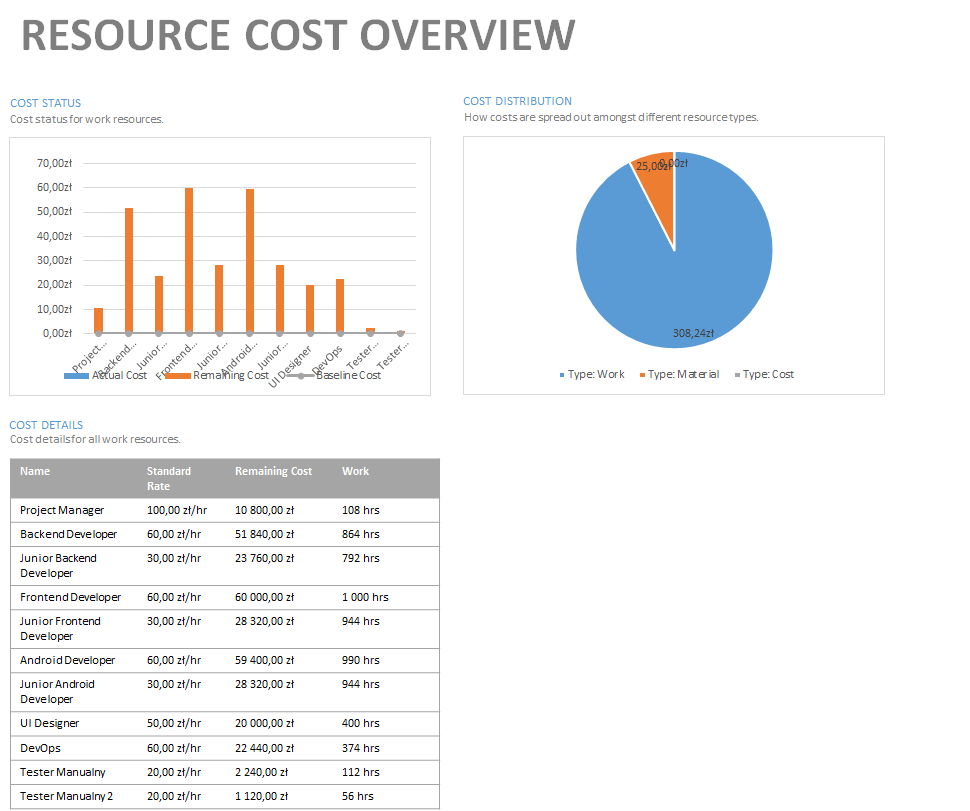 RESOURCE COST OVERVIEW
COST STATUS
Cost status for work resources.
70,00zł
60,00zł
50,00zł
40,00zł
30,00zł
20,00zł
10,00zł
0,00zł
Project...
Backend...
Junior...
Frontend...
Junior...
Android...
Junior...
UI Designer
DevOps
Tester...
Tester...
Actual Cost Remaining Cost Baseline Cost
COST DISTRIBUTION
How costs are spread out amongst different resource types.
25,00zł
0,00zł
308,24zł
Type: Work Type: Material Type: Cost
COST DETAILS
Cost details for all work resources.
Name Standard Rate Remaining Cost Work
Project Manager 100,00 zł/hr 10 800,00 zł 108 hrs
Backend Developer 60,00 zł/hr 51 840,00 zł 864 hrs
Junior Backend Developer 30,00 zł/hr 23 760,00 zł 792 hrs
Frontend Developer 60,00 zł/hr 60 000,00 zł 1 000 hrs
Junior Frontend Developer 30,00 zł/hr 28 320,00 zł 944 hrs
Android Developer 60,00 zł/hr 59 400,00 zł 990 hrs
Junior Android Developer 30,00 zł/hr 28 320,00 zł 944 hrs
UI Designer 50,00 zł/hr 20 000,00 zł 400 hrs
DevOps 60,00 zł/hr 22 440,00 zł 374 hrs
Tester Manualny 20,00 zł/hr 2 240,00 zł 112 hrs
Tester Manualny 2 20,00 zł/hr 1 120,00 zł 56 hrs